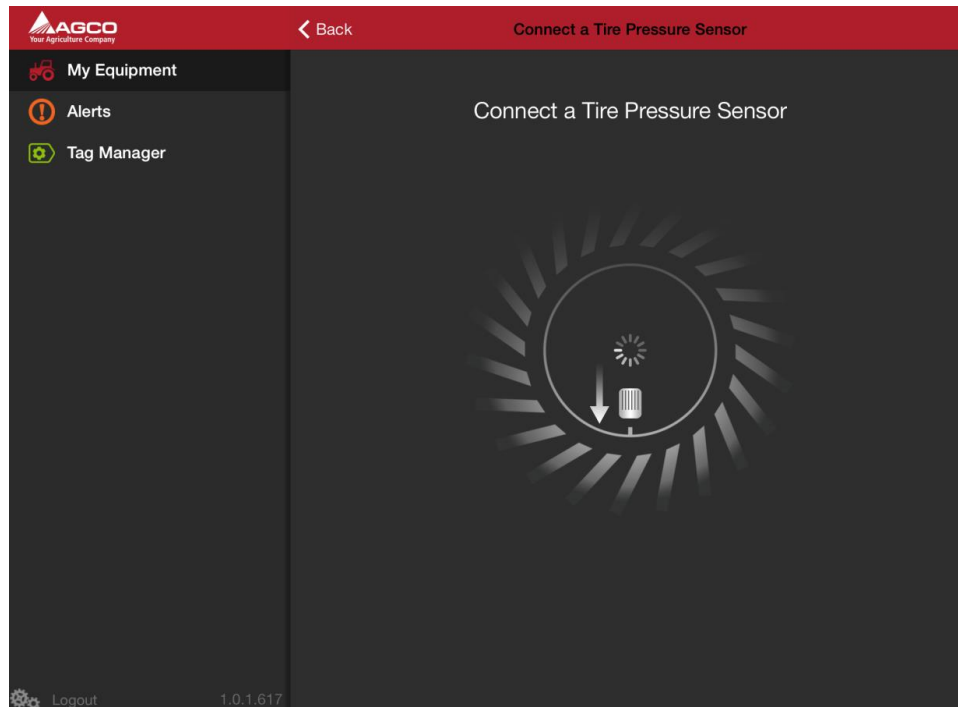 AGCO
Your Agriculture Company
Back
Connect a Tire Pressure Sensor
My Equipment
Alerts
Tag Manager
Connect a Tire Pressure Sensor
Logout
1.0.1.617